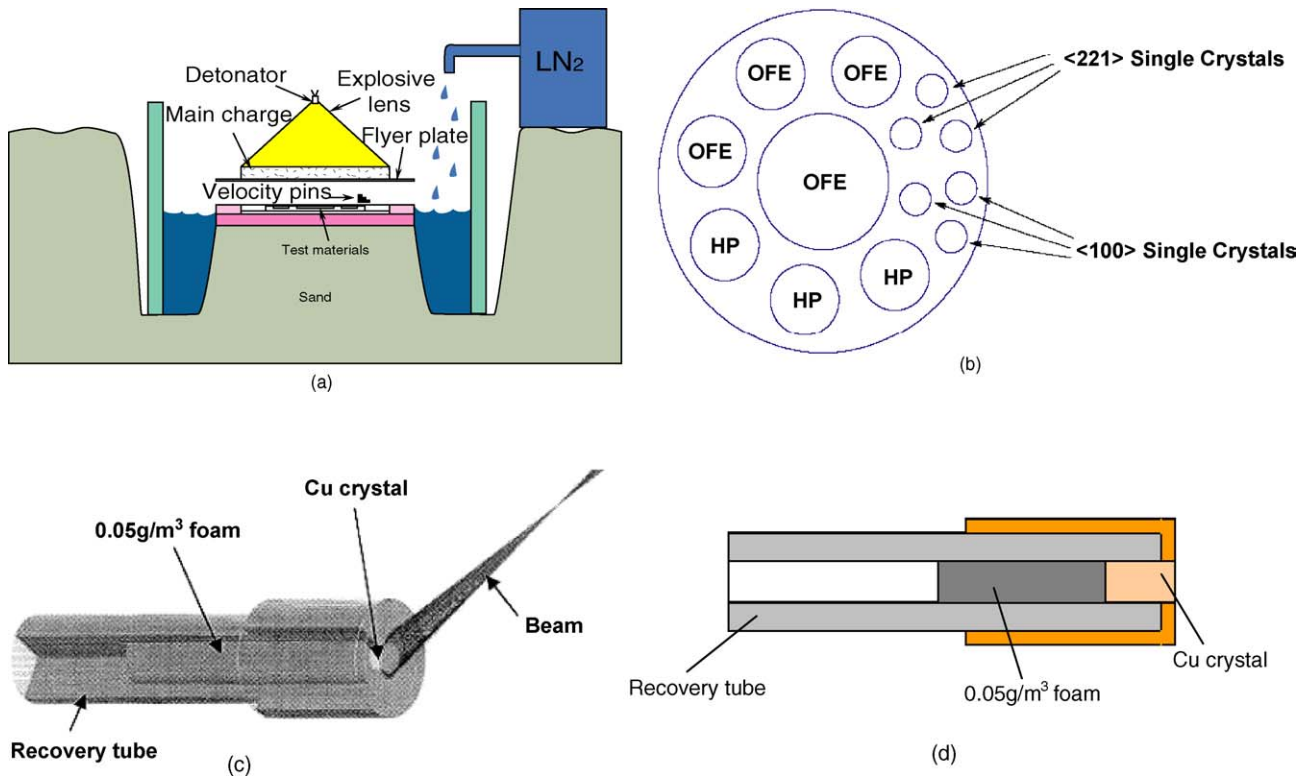 Detonator
Explosive
lens
Main charge
Flyer plate
Velocity pins
Test materials
Sand
LN₂
(a)
OFE
OFE
<221> Single Crystals
OFE
OFE
HP
HP
HP
<100> Single Crystals
(b)
Cu crystal
0.05g/m³ foam
Beam
Recovery tube
(c)
Recovery tube
0.05g/m³ foam
Cu crystal
(d)